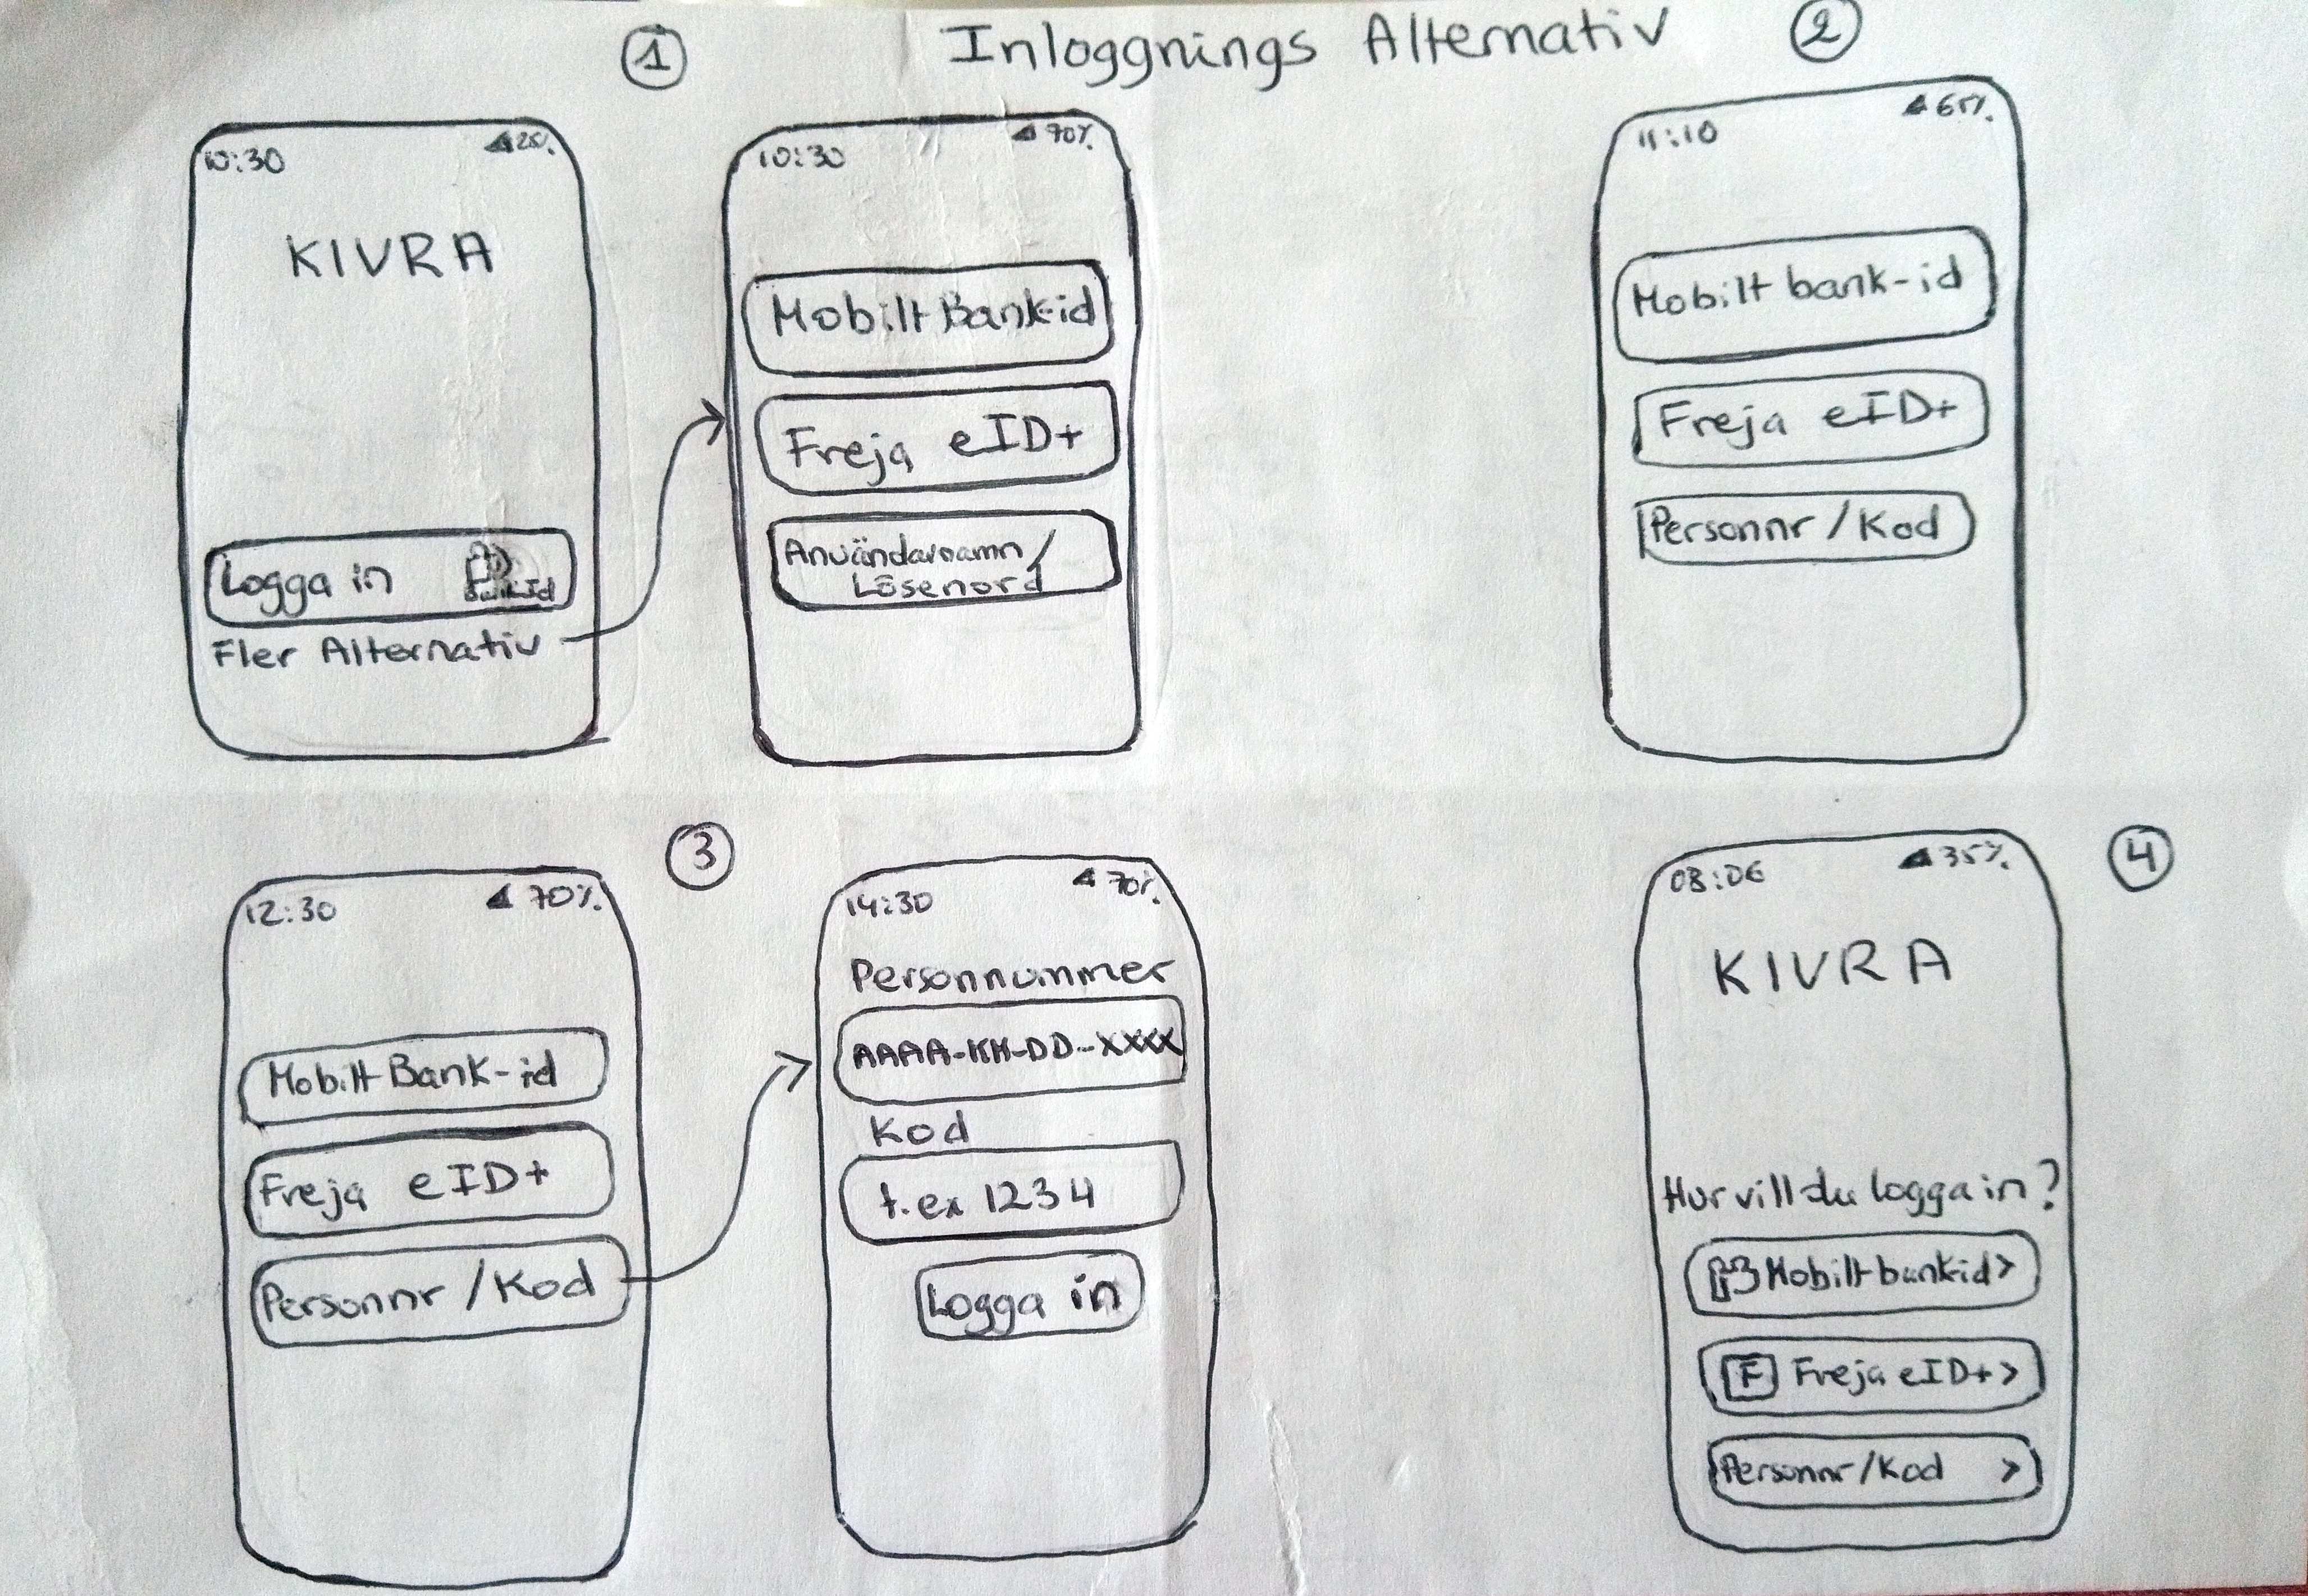 1
Inloggnings Alternativ
2
10:30
25%
KIVRA
Logga in
Fler Alternativ
10:30
70%
Mobilt Bank-id
Freja eID+
Användarnamn/
Lösenord
11:10
65%
Mobilt bank-id
Freja eID+
Personnr/Kod
3
12:30
70%
Mobilt Bank-id
Freja eID+
Personnr/Kod
14:30
70%
Personnummer
AAAA-MM-DD-XXXX
Kod
t.ex 1234
Logga in
4
08:06
35%
KIVRA
Hur vill du logga in?
Mobilt bankid >
F Freja eID+ >
Personnr/Kod >